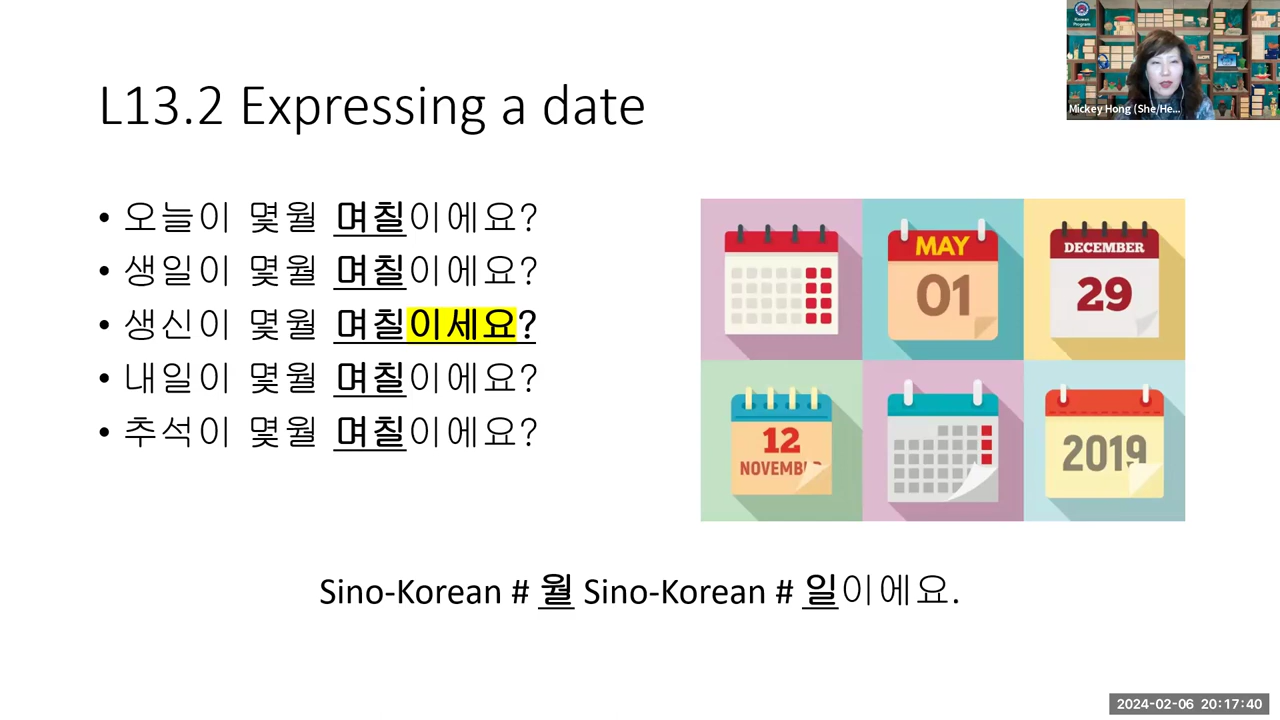 Korean
Program
Mickey Hong (She/He...
L13.2 Expressing a date
• 오늘이 몇월 며칠이에요?
• 생일이 몇월 며칠이에요?
• 생신이 몇월 며칠이세요?
• 내일이 몇월 며칠이에요?
• 추석이 몇월 며칠이에요?
MAY
01
DECEMBER
29
12
NOVEMBER
2019
Sino-Korean # 월 Sino-Korean # 일이에요.
2024-02-06 20:17:40